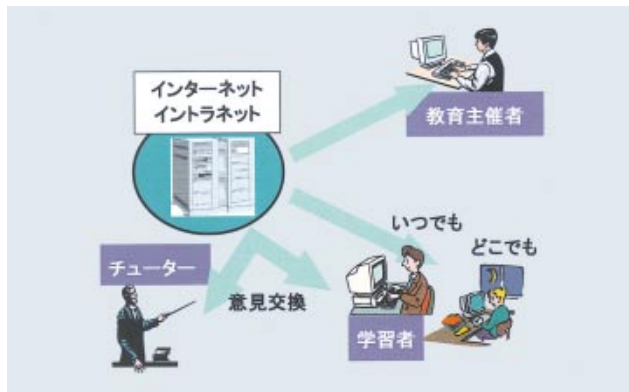 インターネット
イントラネット
教育主催者
いつでも
どこでも
チューター
意見交換
学習者